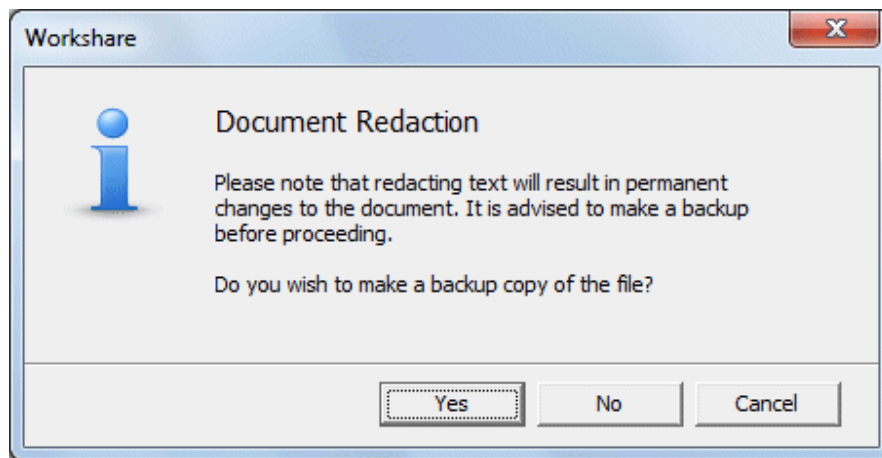 Workshare
Document Redaction
Please note that redacting text will result in permanent
changes to the document. It is advised to make a backup
before proceeding.
Do you wish to make a backup copy of the file?
Yes No Cancel